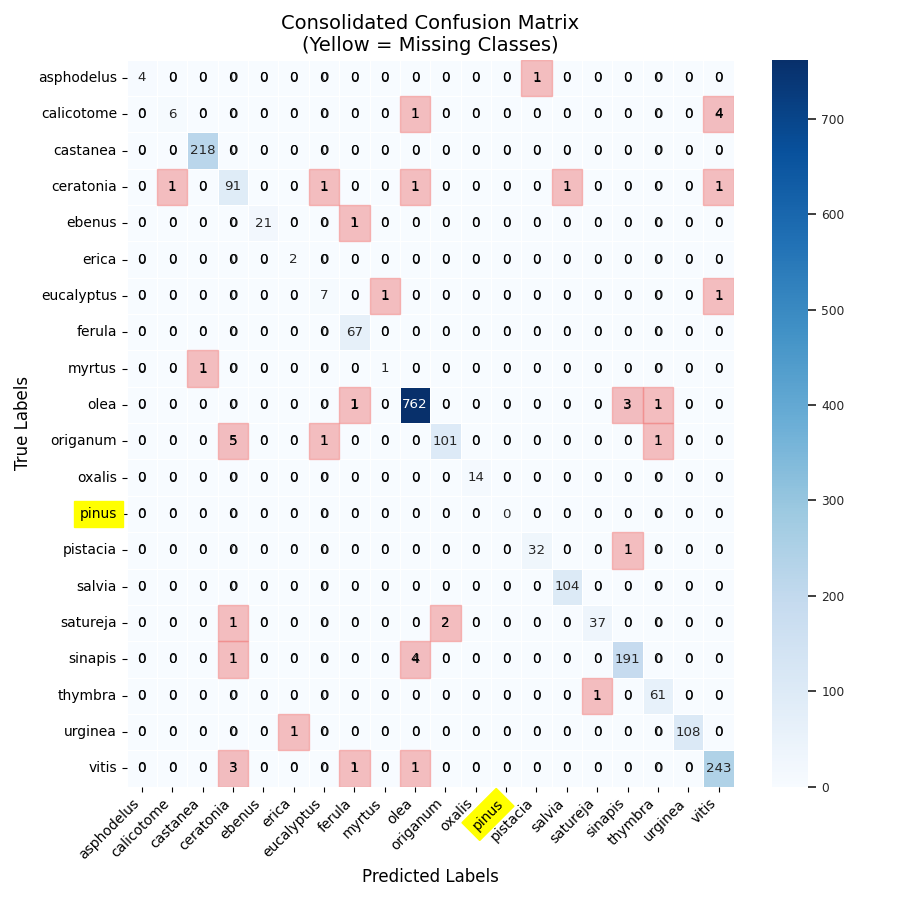 Consolidated Confusion Matrix
(Yellow = Missing Classes)
True Labels
asphodelus 4 0 0 0 0 0 0 0 0 0 0 0 0 1 0 0 0 0 0 0
calicotome 0 6 0 0 0 0 0 0 0 1 0 0 0 0 0 0 0 0 0 4
castanea 0 0 218 0 0 0 0 0 0 0 0 0 0 0 0 0 0 0 0 0
ceratonia 0 1 0 91 0 0 1 0 0 1 0 0 0 0 1 0 0 0 0 1
ebenus 0 0 0 0 21 0 0 1 0 0 0 0 0 0 0 0 0 0 0 0
erica 0 0 0 0 0 2 0 0 0 0 0 0 0 0 0 0 0 0 0 0
eucalyptus 0 0 0 0 0 0 7 0 1 0 0 0 0 0 0 0 0 0 0 1
ferula 0 0 0 0 0 0 0 67 0 0 0 0 0 0 0 0 0 0 0 0
myrtus 0 0 1 0 0 0 0 0 1 0 0 0 0 0 0 0 0 0 0 0
olea 0 0 0 0 0 0 0 1 0 762 0 0 0 0 0 0 3 1 0 0
origanum 0 0 0 5 0 0 1 0 0 0 101 0 0 0 0 0 0 1 0 0
oxalis 0 0 0 0 0 0 0 0 0 0 0 14 0 0 0 0 0 0 0 0
pinus 0 0 0 0 0 0 0 0 0 0 0 0 0 0 0 0 0 0 0 0
pistacia 0 0 0 0 0 0 0 0 0 0 0 0 0 32 0 0 1 0 0 0
salvia 0 0 0 0 0 0 0 0 0 0 0 0 0 0 104 0 0 0 0 0
satureja 0 0 0 1 0 0 0 0 0 0 2 0 0 0 0 37 0 0 0 0
sinapis 0 0 0 1 0 0 0 0 0 4 0 0 0 0 0 0 191 0 0 0
thymbra 0 0 0 0 0 0 0 0 0 0 0 0 0 0 0 1 0 61 0 0
urginea 0 0 0 0 0 1 0 0 0 0 0 0 0 0 0 0 0 0 108 0
vitis 0 0 0 3 0 0 0 1 0 1 0 0 0 0 0 0 0 0 0 243
asphodelus calicotome castanea ceratonia ebenus erica eucalyptus ferula myrtus olea origanum oxalis pinus pistacia salvia satureja sinapis thymbra urginea vitis
Predicted Labels
700
600
500
400
300
200
100
0